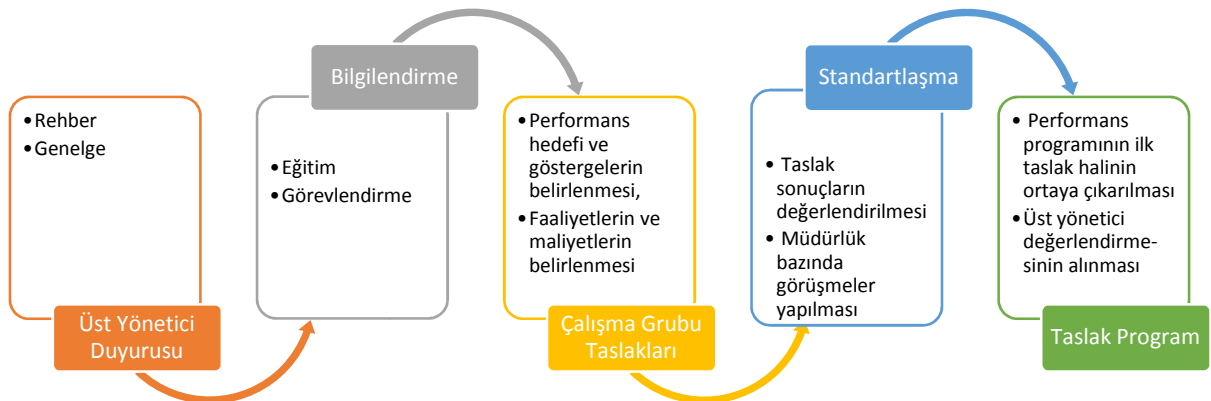 •Rehber
•Genelge
Üst Yönetici
Duyurusu
Bilgilendirme
•Eğitim
•Görevlendirme
•Performans
hedefi ve
göstergelerin
belirlenmesi,
•Faaliyetlerin ve
maliyetlerin
belirlenmesi
Çalışma Grubu
Taslakları
Standartlaşma
• Taslak
sonuçların
değerlendirilmesi
• Müdürlük
bazında
görüşmeler
yapılması
• Performans
programının ilk
taslak halinin
ortaya çıkarılması
•Üst yönetici
değerlendirme-
sinin alınması
Taslak Program